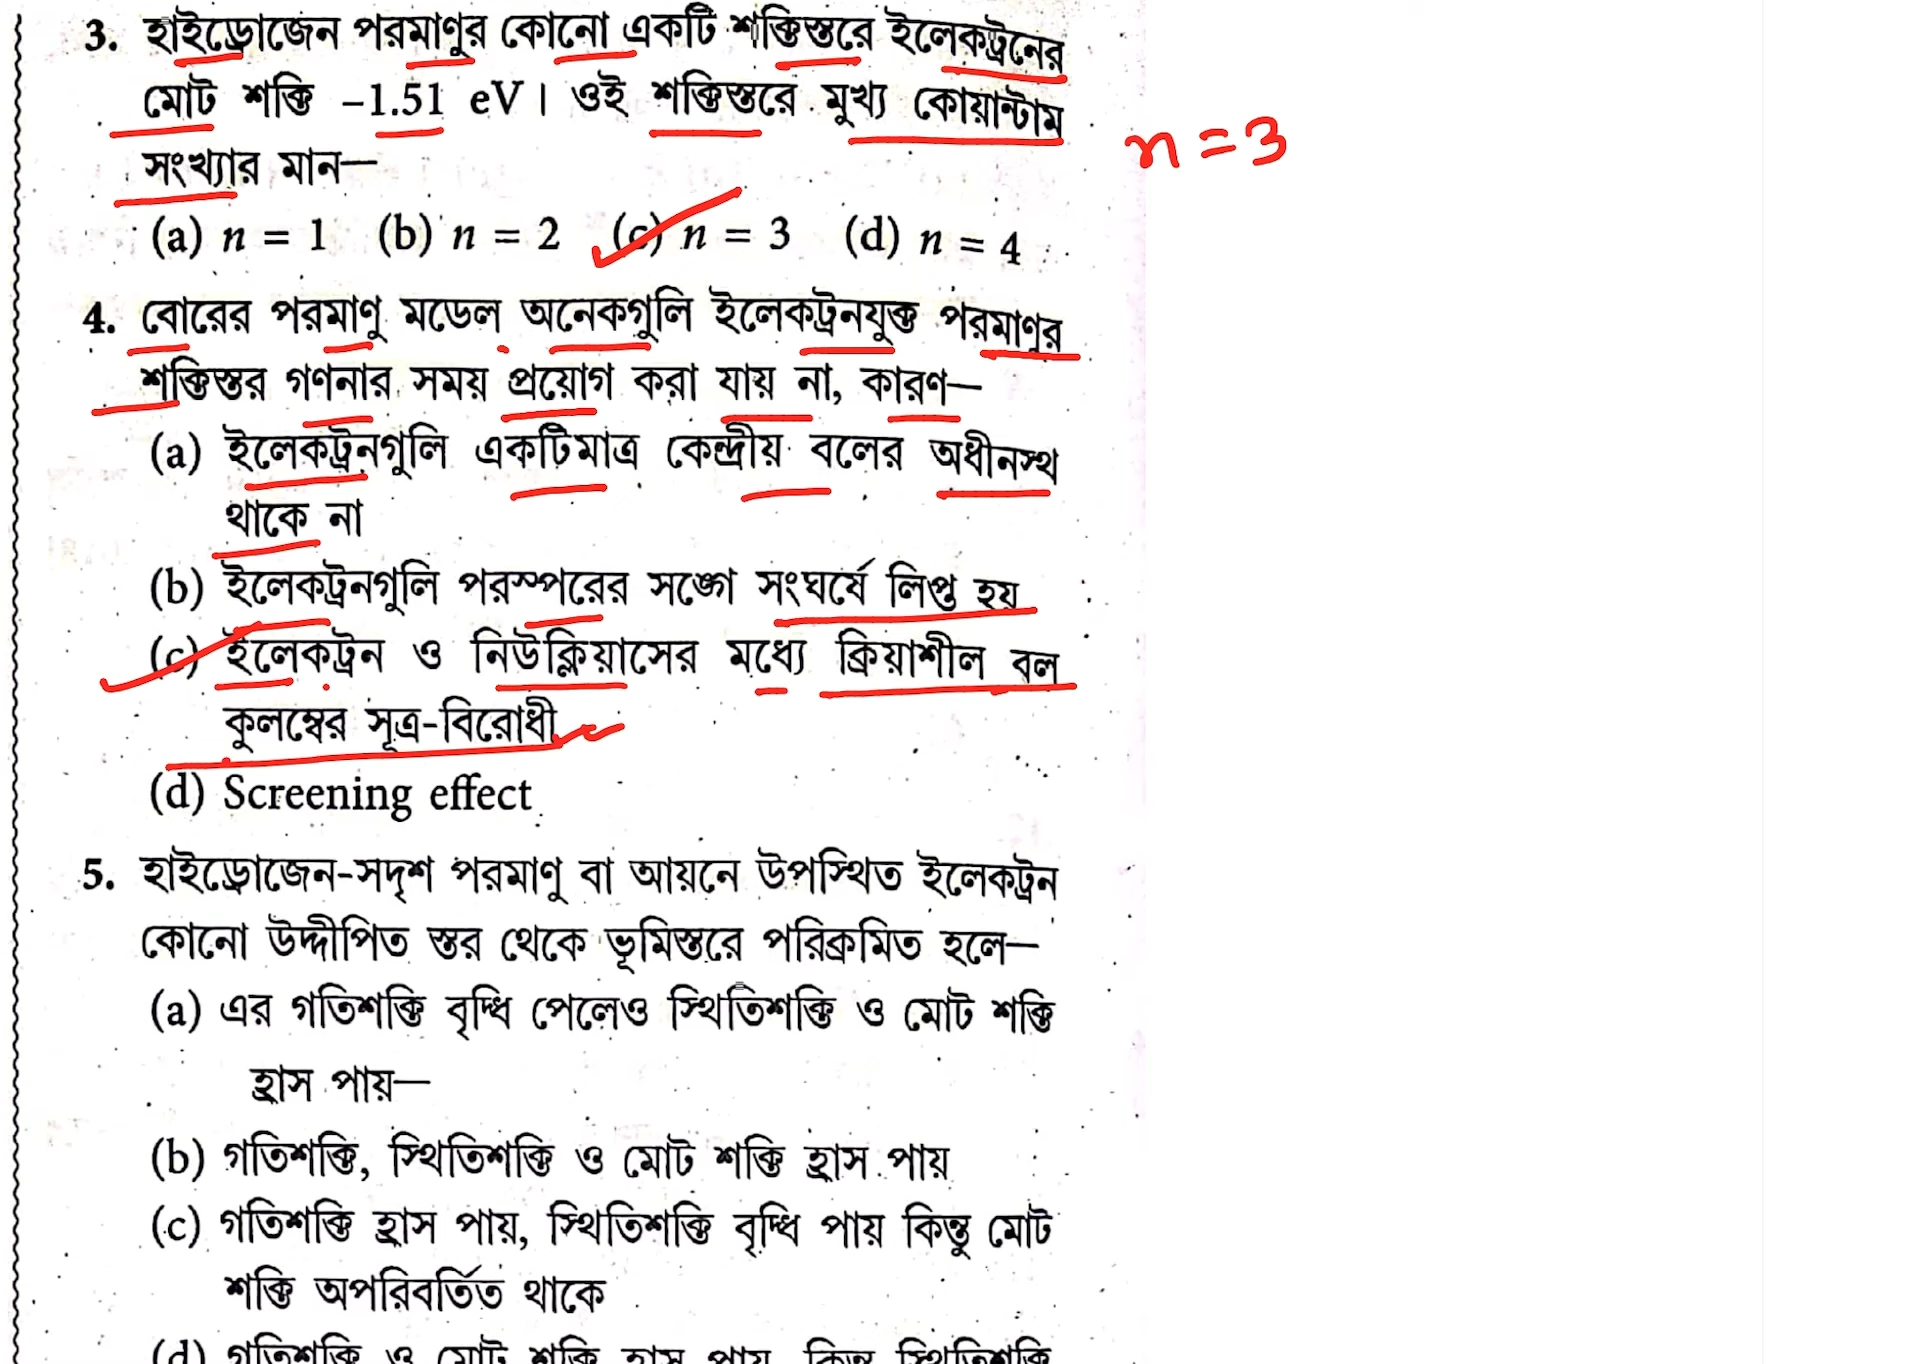 3. হাইড্রোজেন পরমাণুর কোনো একটি শক্তিস্তরে ইলেকট্রনের
মোট শক্তি –1.51 eV। ওই শক্তিস্তরে মুখ্য কোয়ান্টাম
সংখ্যার মান—
n = 3
(a) n = 1 (b) n = 2 (c) n = 3 (d) n = 4
4. বোরের পরমাণু মডেল অনেকগুলি ইলেকট্রনযুক্ত পরমাণুর
শক্তিস্তর গণনার সময় প্রয়োগ করা যায় না, কারণ—
(a) ইলেকট্রনগুলি একটিমাত্র কেন্দ্রীয় বলের অধীনস্থ
থাকে না
(b) ইলেকট্রনগুলি পরস্পরের সঙ্গে সংঘর্ষে লিপ্ত হয়
(c) ইলেকট্রন ও নিউক্লিয়াসের মধ্যে ক্রিয়াশীল বল
কুলম্বের সূত্র-বিরোধী
(d) Screening effect
5. হাইড্রোজেন-সদৃশ পরমাণু বা আয়নে উপস্থিত ইলেকট্রন
কোনো উদ্দীপিত স্তর থেকে ভূমিস্তরে পরিক্রমিত হলে—
(a) এর গতিশক্তি বৃদ্ধি পেলেও স্থিতিশক্তি ও মোট শক্তি
হ্রাস পায়—
(b) গতিশক্তি, স্থিতিশক্তি ও মোট শক্তি হ্রাস পায়
(c) গতিশক্তি হ্রাস পায়, স্থিতিশক্তি বৃদ্ধি পায় কিন্তু মোট
শক্তি অপরিবর্তিত থাকে
(d) গতিশক্তি ও মোট শক্তি হ্রাস পায় কিন্তু স্থিতিশক্তি